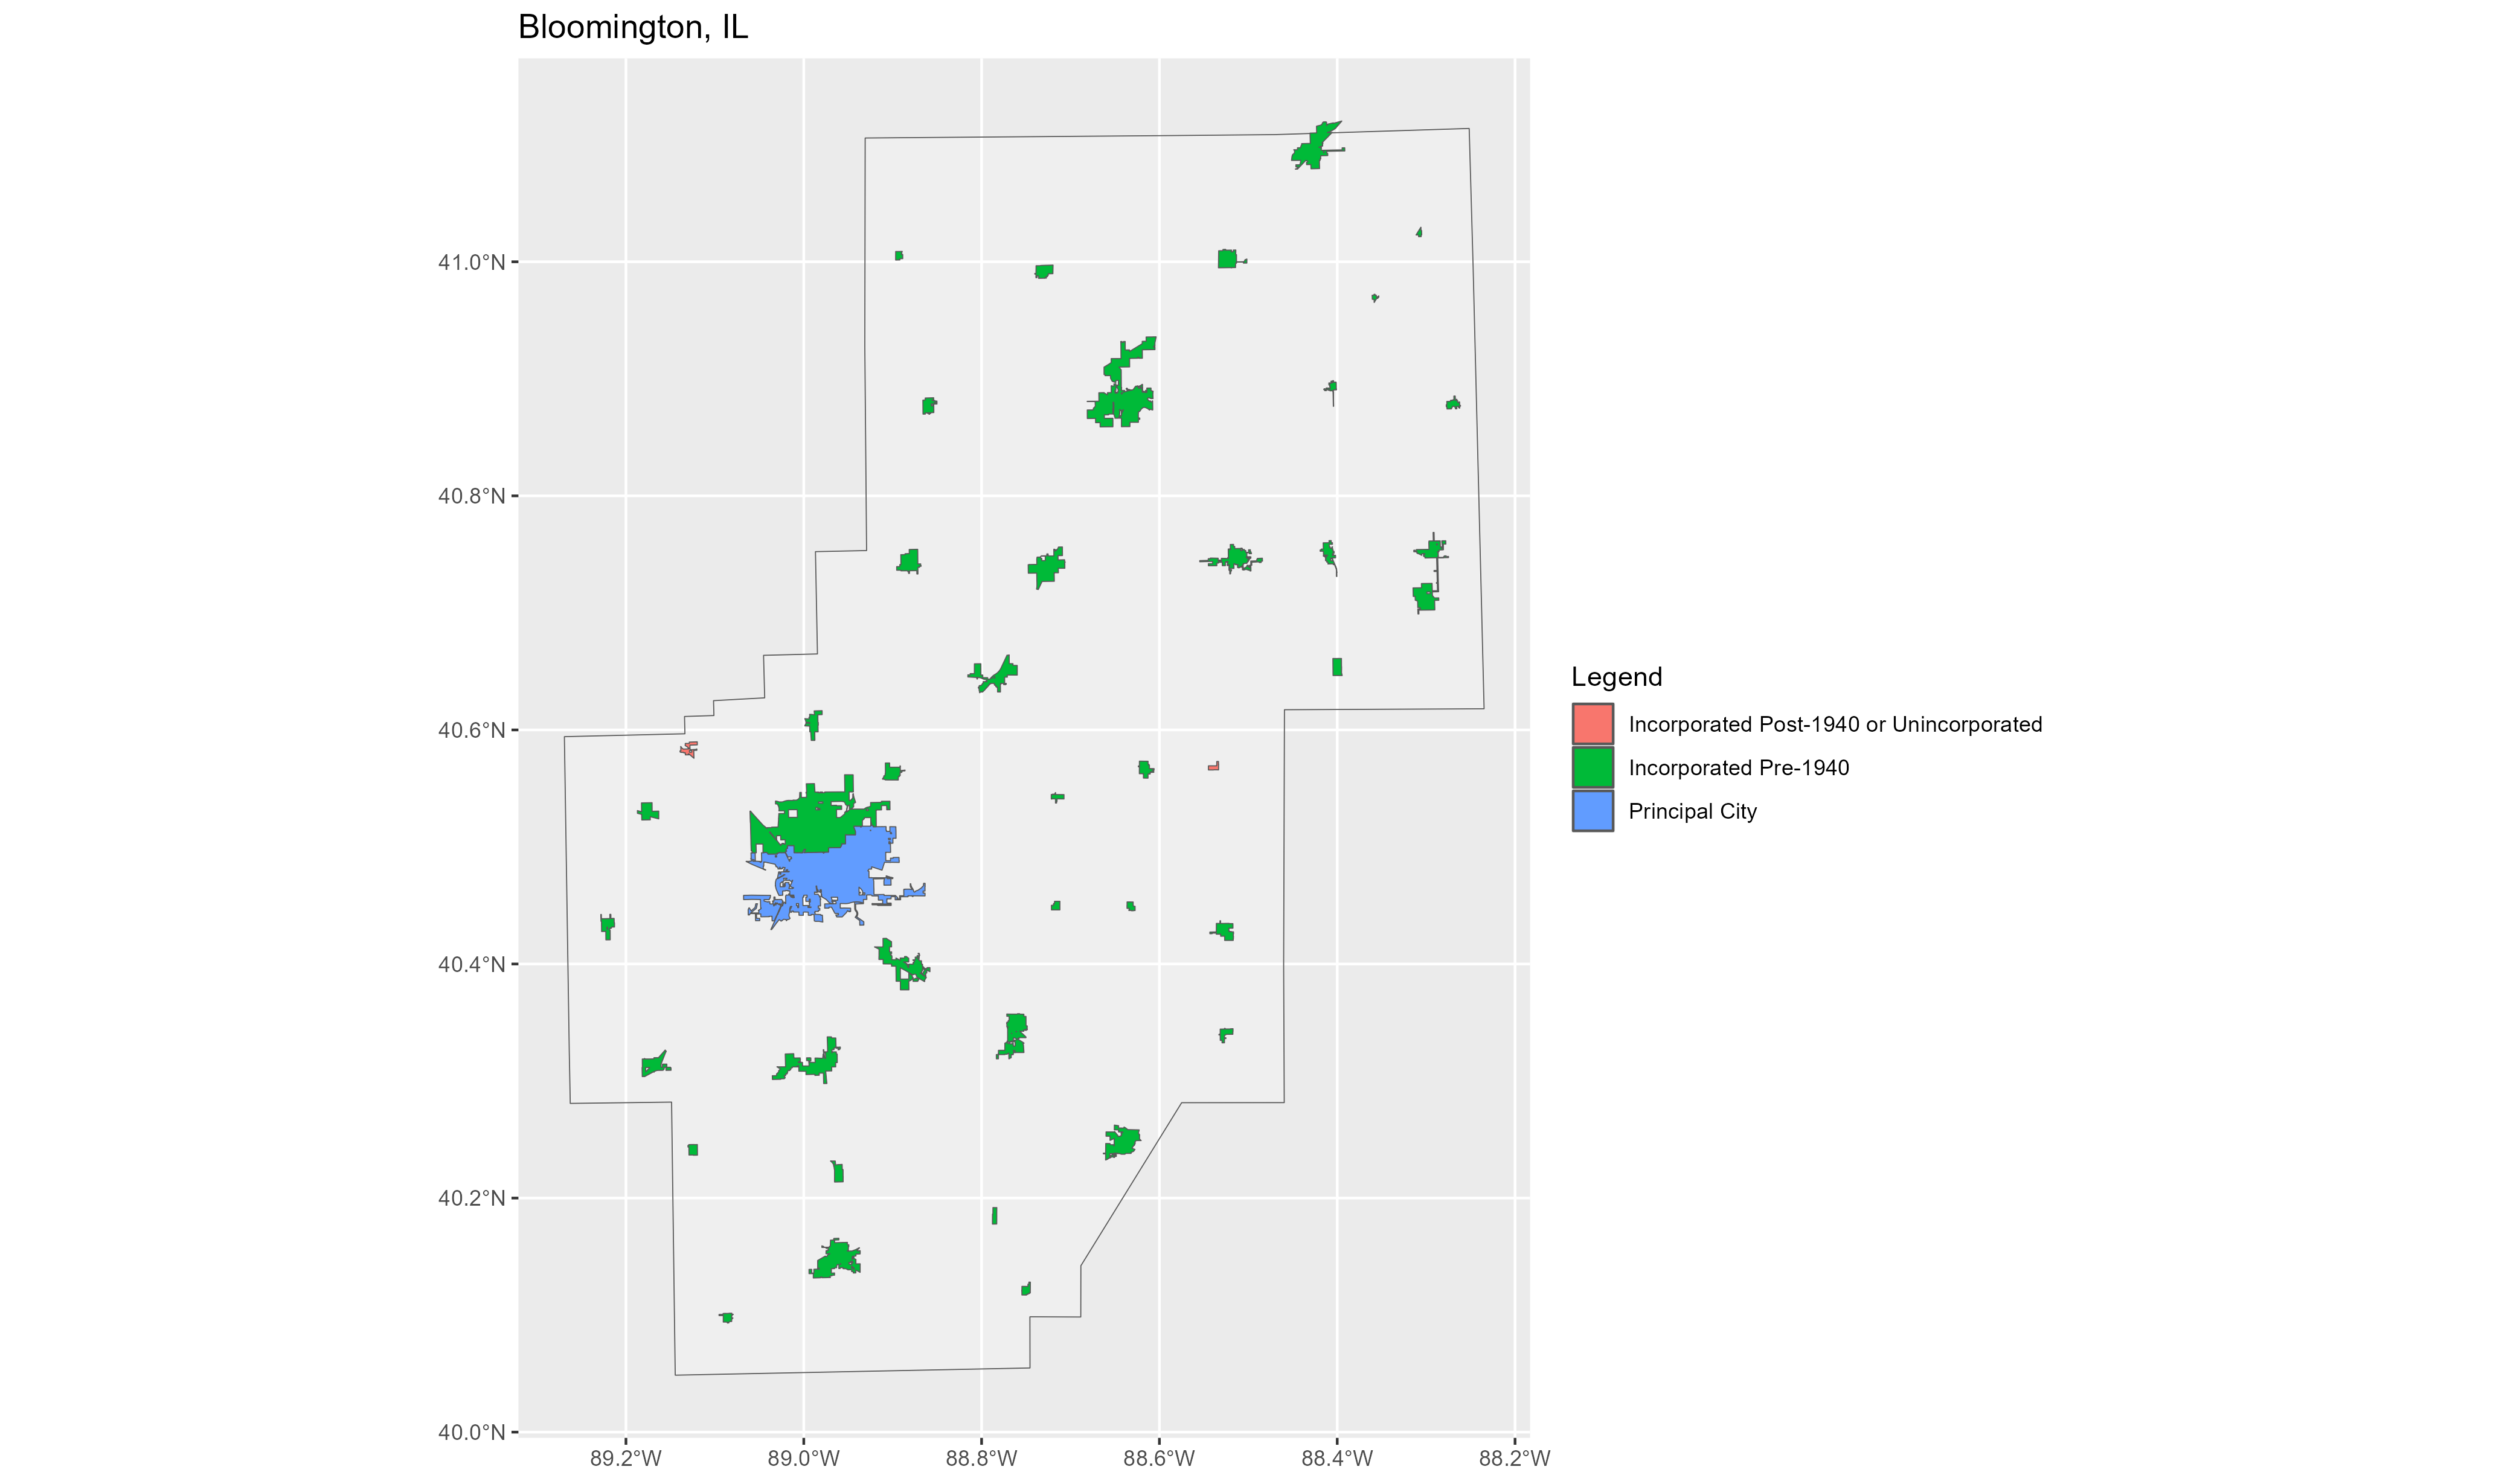 Bloomington, IL
41.0°N
40.8°N
40.6°N
40.4°N
40.2°N
40.0°N
89.2°W
89.0°W
88.8°W
88.6°W
88.4°W
88.2°W
Legend
Incorporated Post-1940 or Unincorporated
Incorporated Pre-1940
Principal City